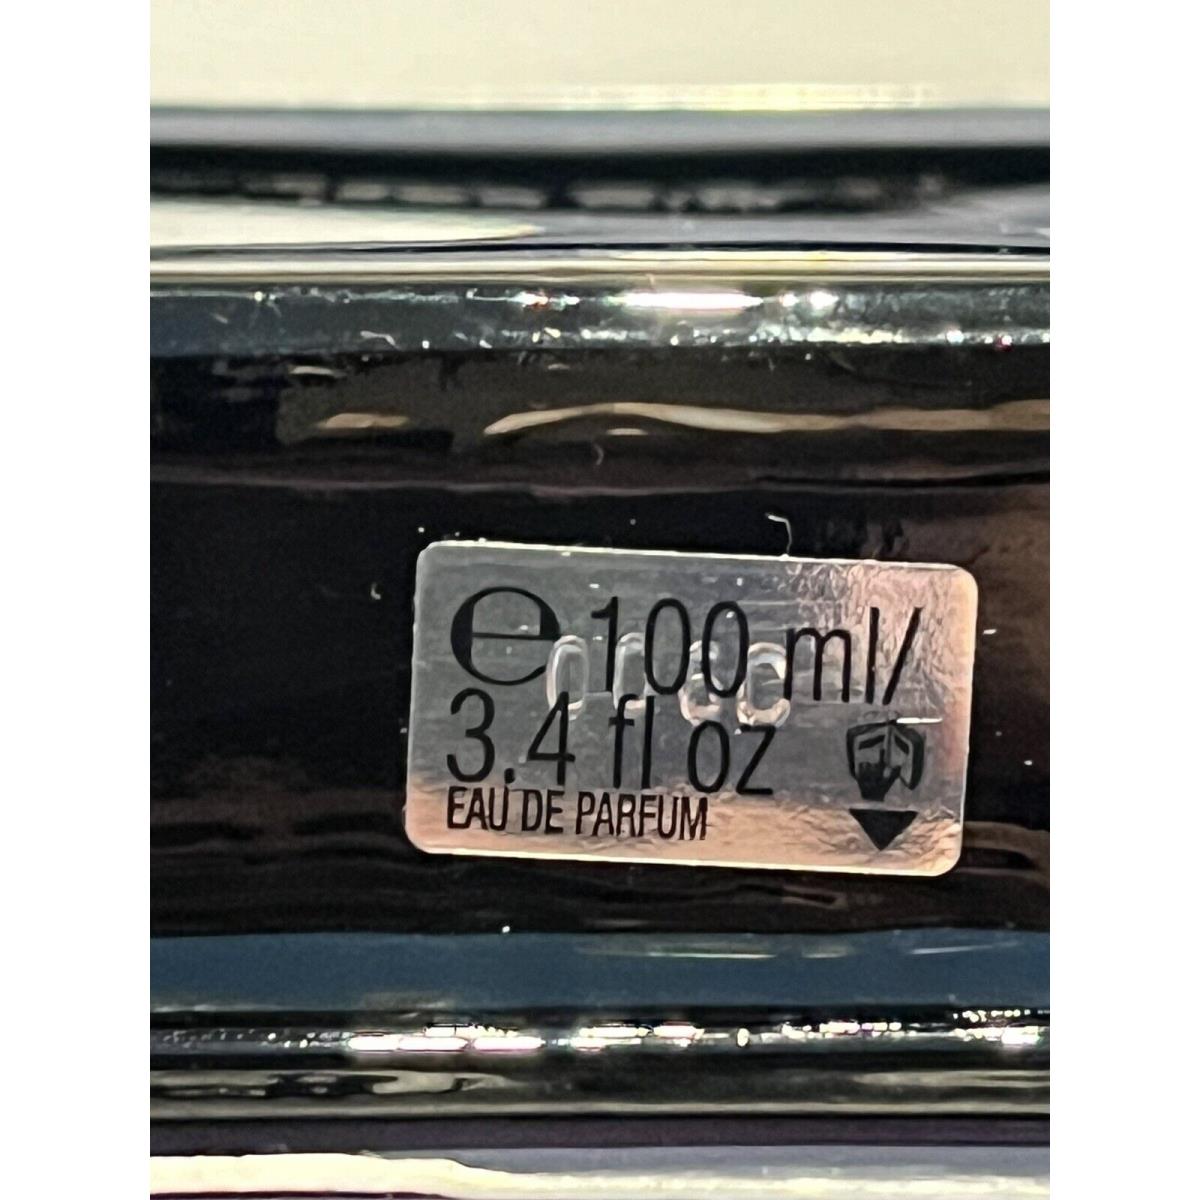 ℮ 100 ml/
3.4 fl oz
EAU DE PARFUM